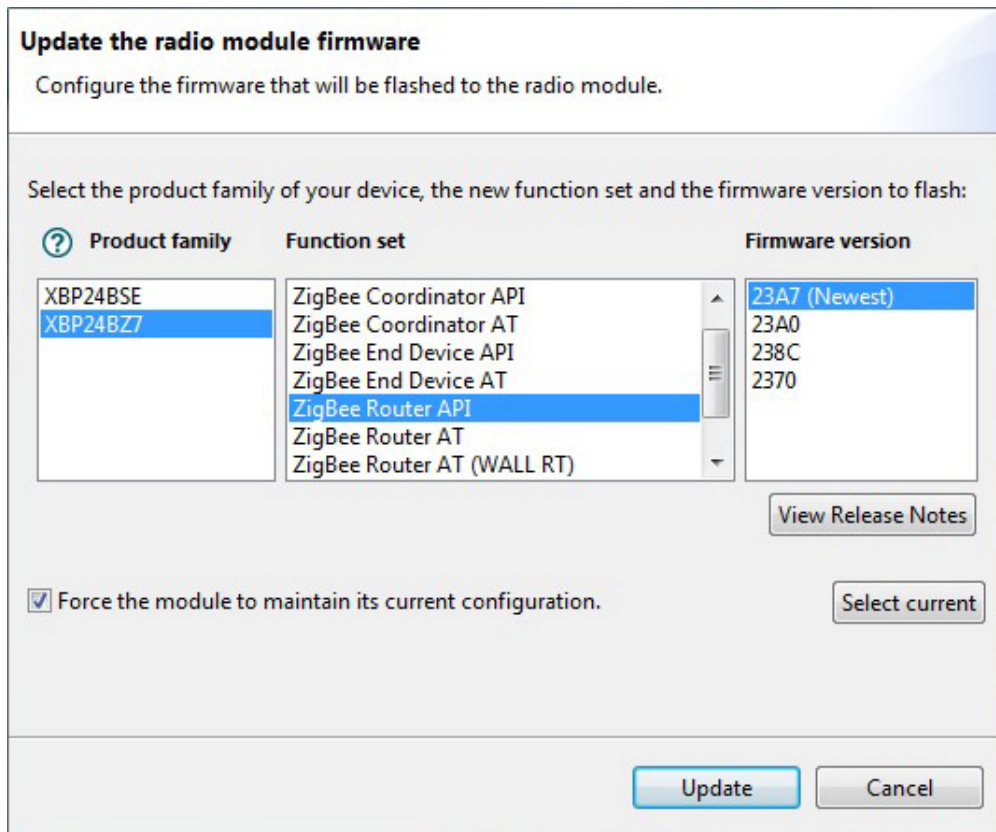 Update the radio module firmware
Configure the firmware that will be flashed to the radio module.
Select the product family of your device, the new function set and the firmware version to flash:
? Product family
Function set
Firmware version
XBP24BSE
XBP24BZ7
ZigBee Coordinator API
ZigBee Coordinator AT
ZigBee End Device API
ZigBee End Device AT
ZigBee Router API
ZigBee Router AT
ZigBee Router AT (WALL RT)
23A7 (Newest)
23A0
238C
2370
View Release Notes
Force the module to maintain its current configuration.
Select current
Update
Cancel